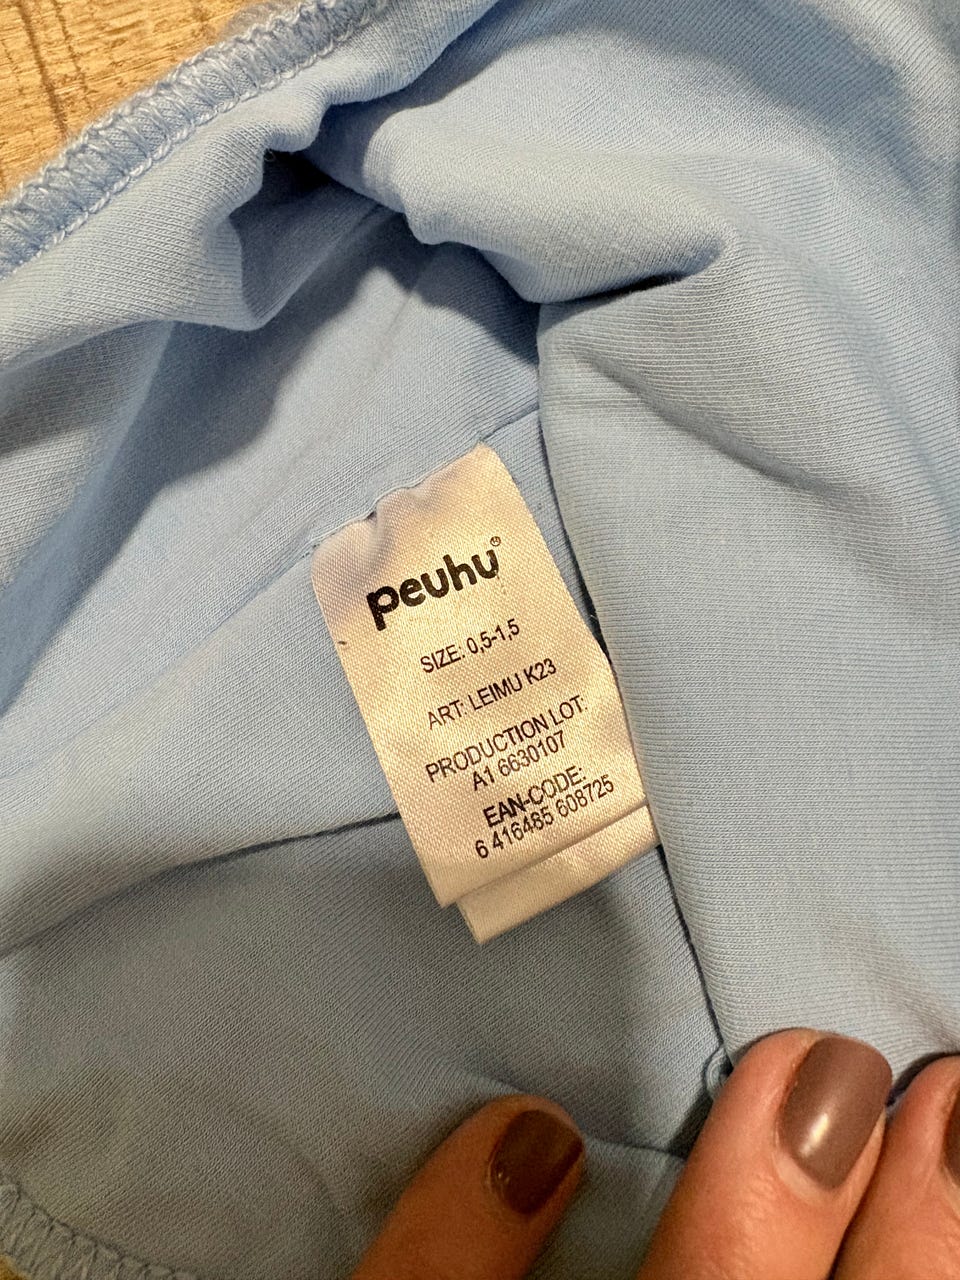 peuhu
SIZE: 0,5-1,5
ART: LEIMU K23
PRODUCTION LOT:
A1 6630107
EAN-CODE:
6 416485 608725